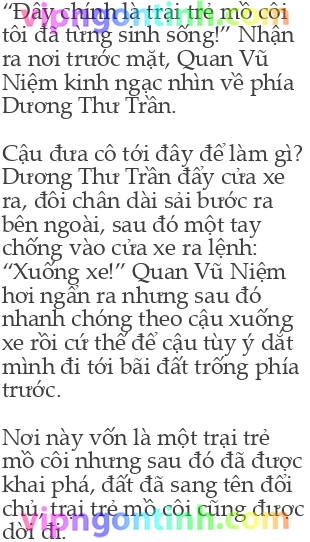 “Đây chính là trại trẻ mồ côi
tôi đã từng sinh sống!” Nhận
ra nơi trước mặt, Quan Vũ
Niệm kinh ngạc nhìn về phía
Dương Thư Trần.
Cậu đưa cô tới đây để làm gì?
Dương Thư Trần đẩy cửa xe
ra, đôi chân dài sải bước ra
bên ngoài, sau đó một tay
chống vào cửa xe ra lệnh:
“Xuống xe!” Quan Vũ Niệm
hơi ngẩn ra nhưng sau đó
nhanh chóng theo cậu xuống
xe rồi cứ thế để cậu tùy ý dắt
mình đi tới bãi đất trống phía
trước.
Nơi này vốn là một trại trẻ
mồ côi nhưng sau đó đã được
khai phá, đất đã sang tên đổi
chủ, trại trẻ mồ côi cũng được
dời đi.
vipngontinh.com
vipngontinh.com